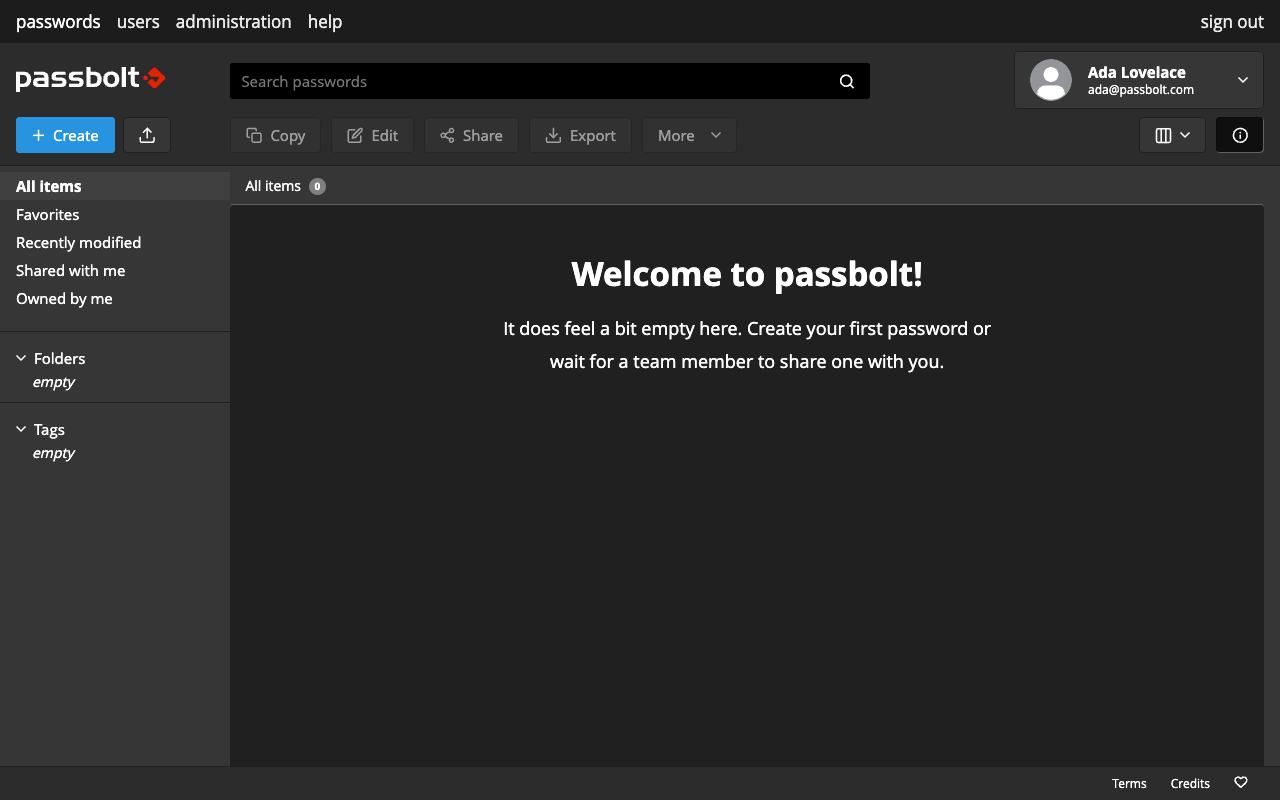 passwords users administration help sign out
passbolt
Search passwords
Ada Lovelace
ada@passbolt.com
Create
Copy Edit Share Export More
All items
Favorites
Recently modified
Shared with me
Owned by me
Folders
empty
Tags
empty
All items 0
Welcome to passbolt!
It does feel a bit empty here. Create your first password or
wait for a team member to share one with you.
Terms Credits